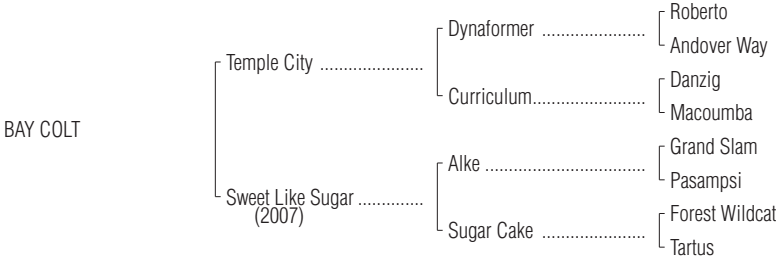 Roberto
Dynaformer ......................
Andover Way
Temple City ......................
Danzig
Curriculum........................
Macoumba
BAY COLT
Grand Slam
Alke ..................................
Pasampsi
Sweet Like Sugar ..............
(2007)
Forest Wildcat
Sugar Cake ......................
Tartus